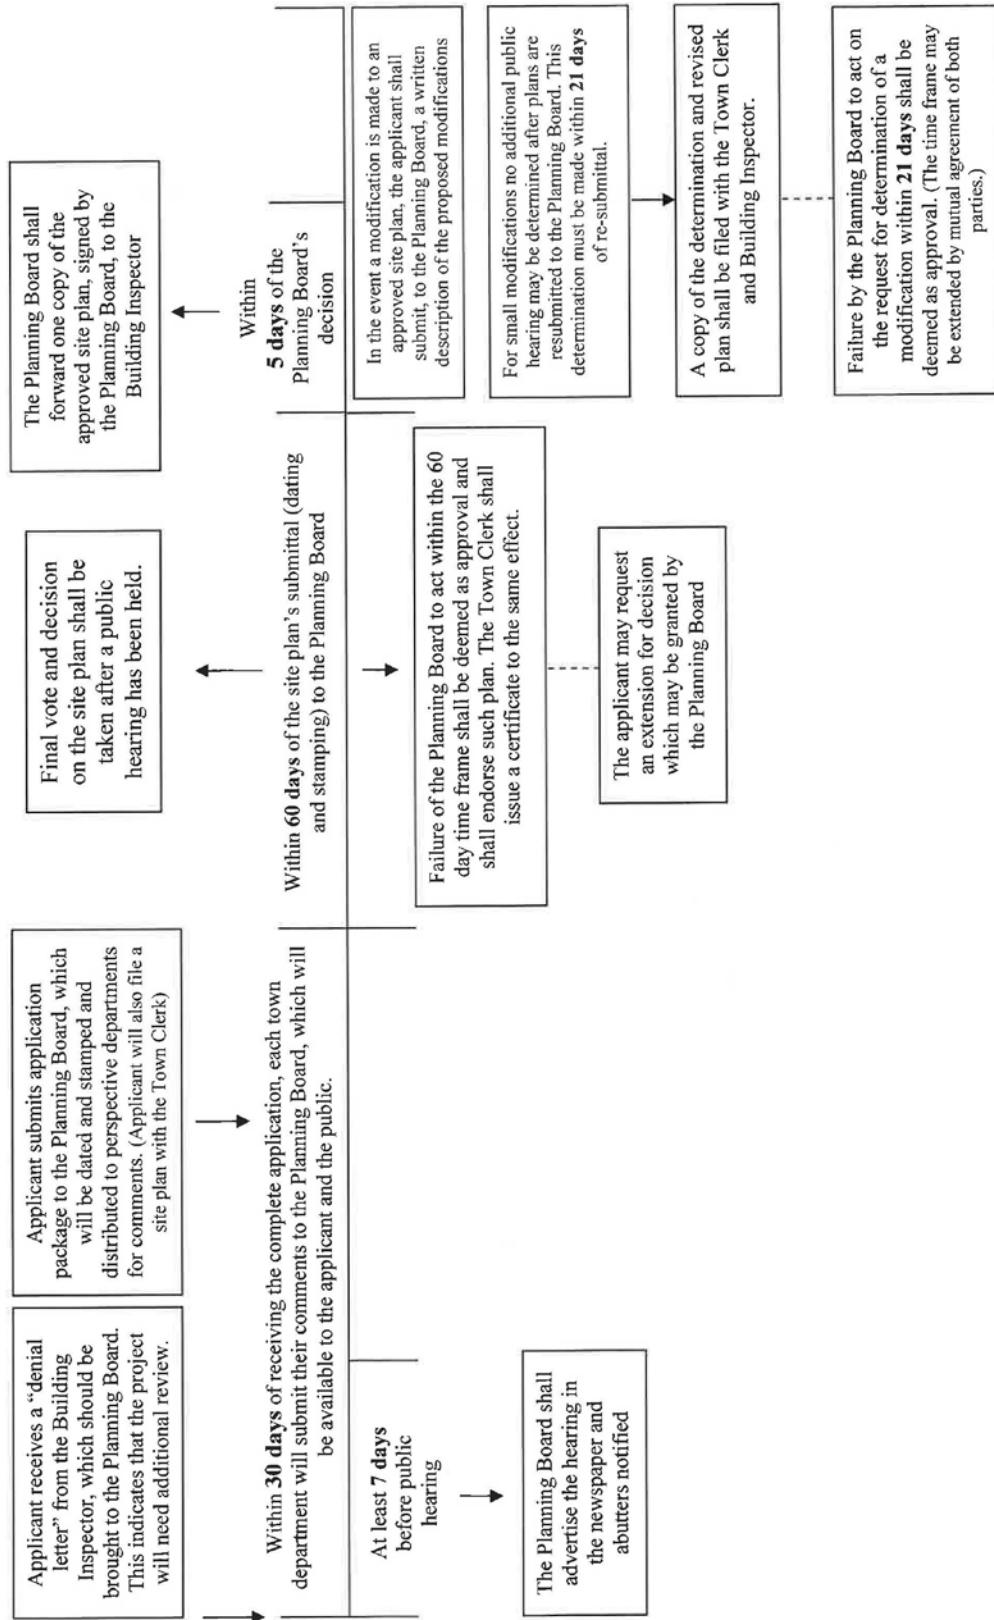 Applicant receives a “denial
letter” from the Building
Inspector, which should be
brought to the Planning Board.
This indicates that the project
will need additional review.
Applicant submits application
package to the Planning Board, which
will be dated and stamped and
distributed to perspective departments
for comments. (Applicant will also file a
site plan with the Town Clerk)
Final vote and decision
on the site plan shall be
taken after a public
hearing has been held.
The Planning Board shall
forward one copy of the
approved site plan, signed by
the Planning Board, to the
Building Inspector
Within 30 days of receiving the complete application, each town
department will submit their comments to the Planning Board, which will
be available to the applicant and the public.
Within 60 days of the site plan’s submittal (dating
and stamping) to the Planning Board
Within
5 days of the
Planning Board’s
decision
At least 7 days
before public
hearing
The Planning Board shall
advertise the hearing in
the newspaper and
abutters notified
Failure of the Planning Board to act within the 60
day time frame shall be deemed as approval and
shall endorse such plan. The Town Clerk shall
issue a certificate to the same effect.
The applicant may request
an extension for decision
which may be granted by
the Planning Board
In the event a modification is made to an
approved site plan, the applicant shall
submit, to the Planning Board, a written
description of the proposed modifications
For small modifications no additional public
hearing may be determined after plans are
resubmitted to the Planning Board. This
determination must be made within 21 days
of re-submittal.
A copy of the determination and revised
plan shall be filed with the Town Clerk
and Building Inspector.
Failure by the Planning Board to act on
the request for determination of a
modification within 21 days shall be
deemed as approval. (The time frame may
be extended by mutual agreement of both
parties.)